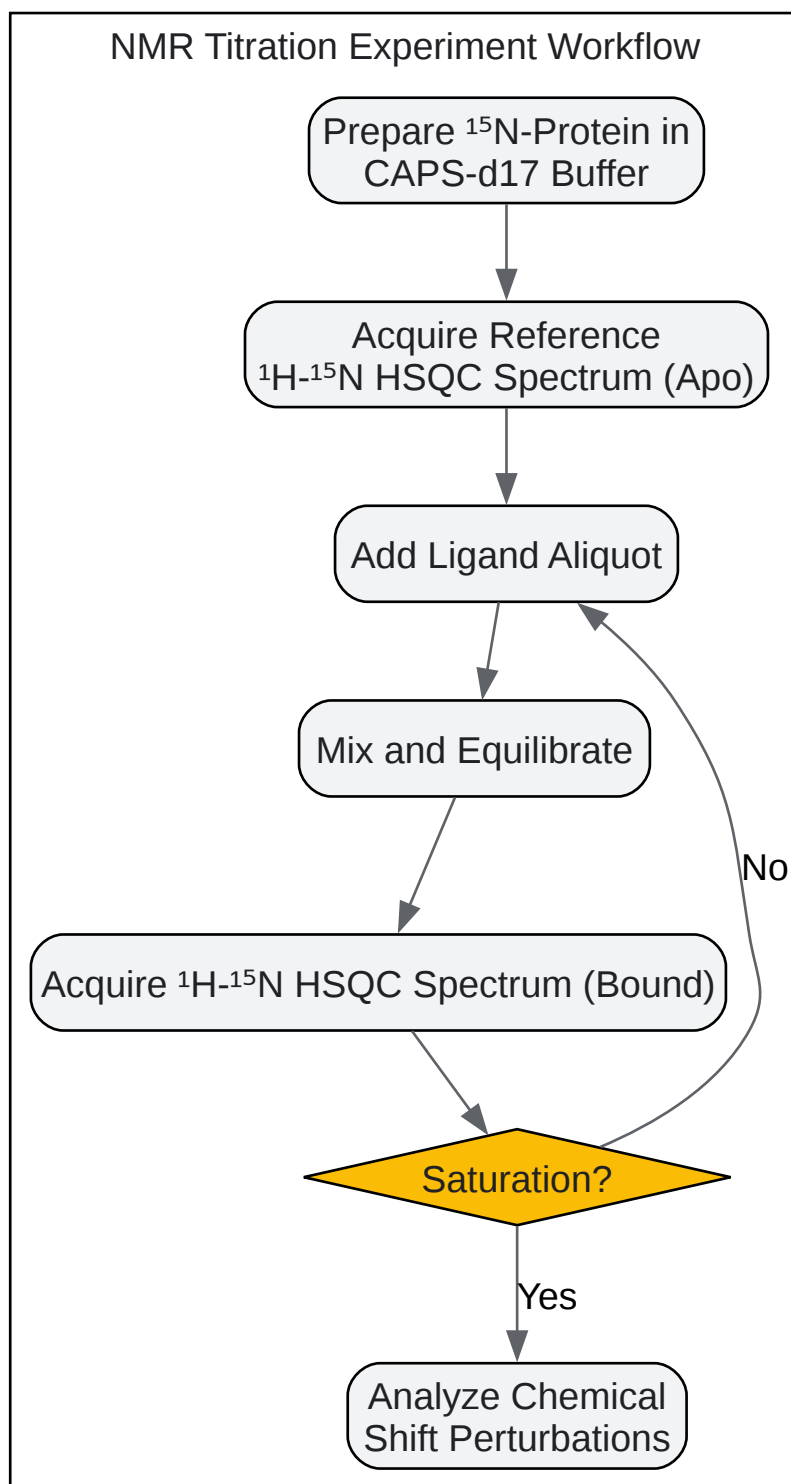 NMR Titration Experiment Workflow
Prepare ¹⁵N-Protein in
CAPS-d17 Buffer
Acquire Reference
¹H-¹⁵N HSQC Spectrum (Apo)
Add Ligand Aliquot
Mix and Equilibrate
No
Acquire ¹H-¹⁵N HSQC Spectrum (Bound)
Saturation?
Yes
Analyze Chemical
Shift Perturbations